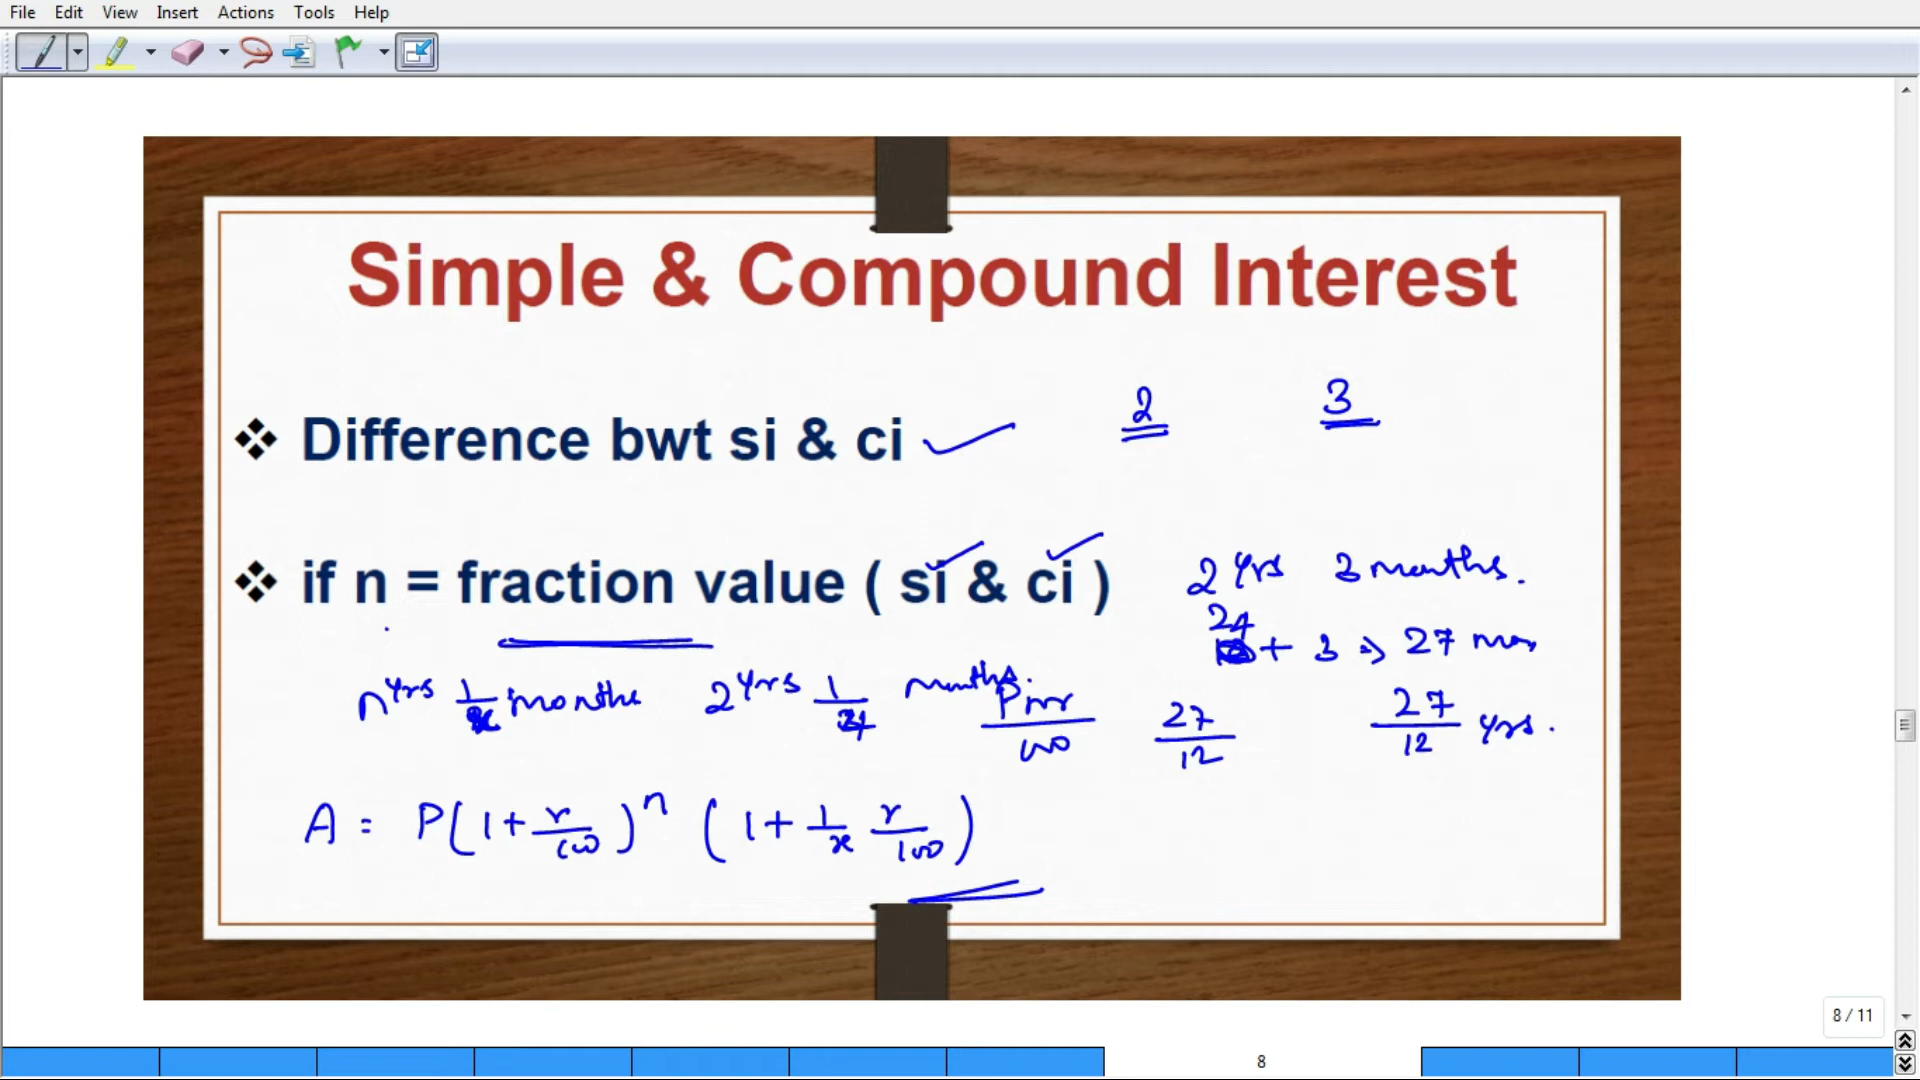 File Edit View Insert Actions Tools Help
Simple & Compound Interest
❖ Difference bwt si & ci ✓ 2 3
❖ if n = fraction value ( si & ci )
2 yrs 3 months.
24 + 3 => 27 mon
n yrs 1/x months 2 yrs 1/4 months.
Pnr/100 27/12 27/12 yrs.
A = P(1 + r/100)^n (1 + 1/x r/100)
8 / 11
8